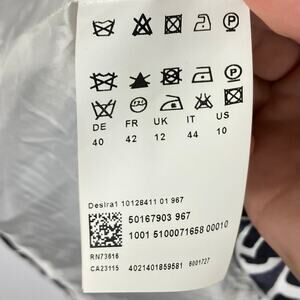 DE FR UK IT US
40 42 12 44 10
Desira1 10128411 01 967
50167903 967
1001 5100071658 00010
RN73616
CA23115 4021401859581 6001727